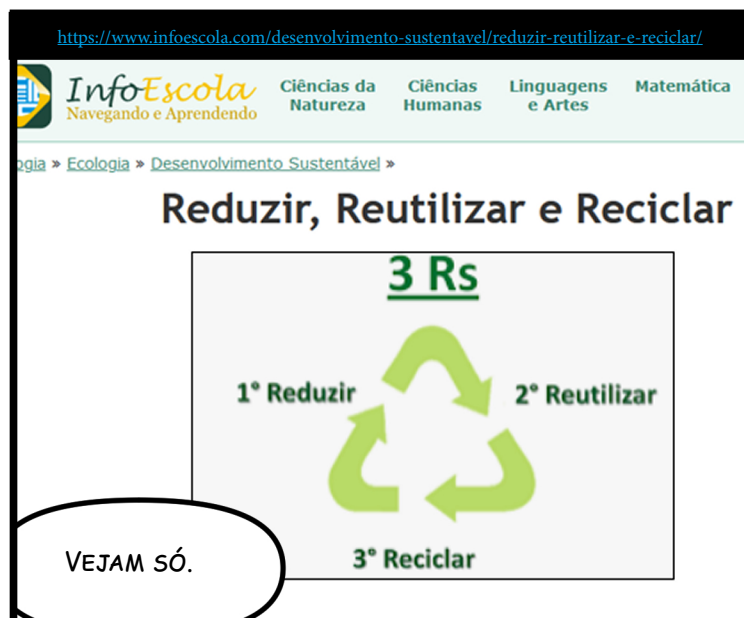 https://www.infoescola.com/desenvolvimento-sustentavel/reduzir-reutilizar-e-reciclar/
InfoEscola
Navegando e Aprendendo
Ciências da
Natureza
Ciências
Humanas
Linguagens
e Artes
Matemática
ogia » Ecologia » Desenvolvimento Sustentável »
Reduzir, Reutilizar e Reciclar
3 Rs
1° Reduzir
2° Reutilizar
3° Reciclar
VEJAM SÓ.